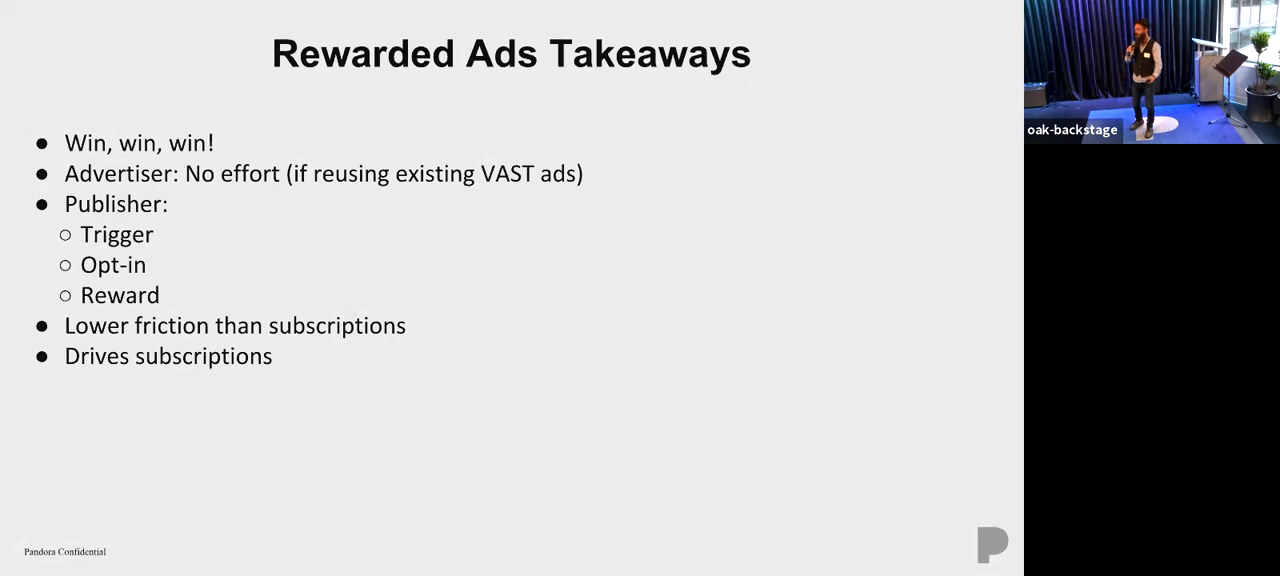 Rewarded Ads Takeaways
● Win, win, win!
● Advertiser: No effort (if reusing existing VAST ads)
● Publisher:
○ Trigger
○ Opt-in
○ Reward
● Lower friction than subscriptions
● Drives subscriptions
Pandora Confidential
oak-backstage